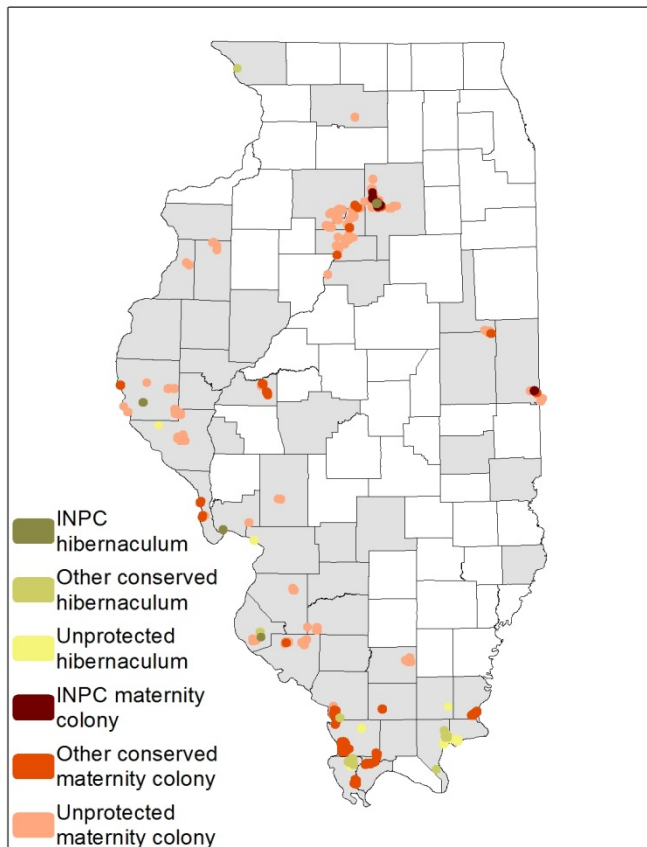 INPC
hibernaculum
Other conserved
hibernaculum
Unprotected
hibernaculum
INPC maternity
colony
Other conserved
maternity colony
Unprotected
maternity colony